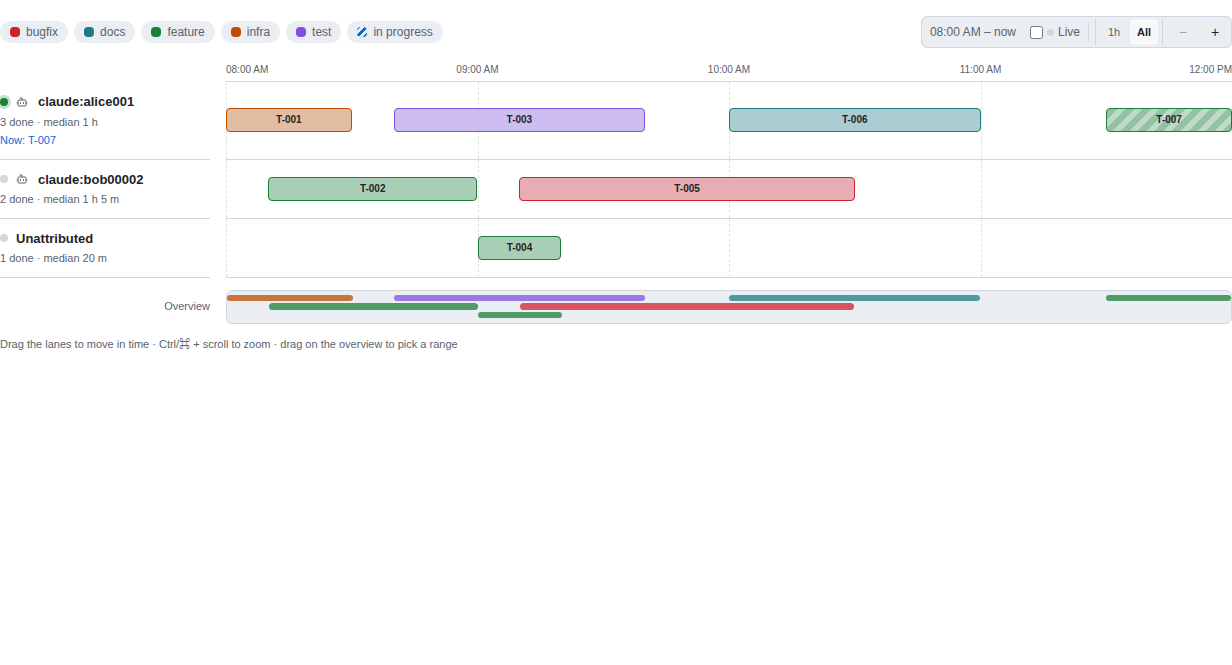 bugfix docs feature infra test in progress 08:00 AM – now Live 1h All − +
08:00 AM 09:00 AM 10:00 AM 11:00 AM 12:00 PM
claude:alice001
3 done · median 1 h
Now: T-007
T-001 T-003 T-006 T-007
claude:bob00002
2 done · median 1 h 5 m
T-002 T-005
Unattributed
1 done · median 20 m
T-004
Overview
Drag the lanes to move in time · Ctrl/⌘ + scroll to zoom · drag on the overview to pick a range